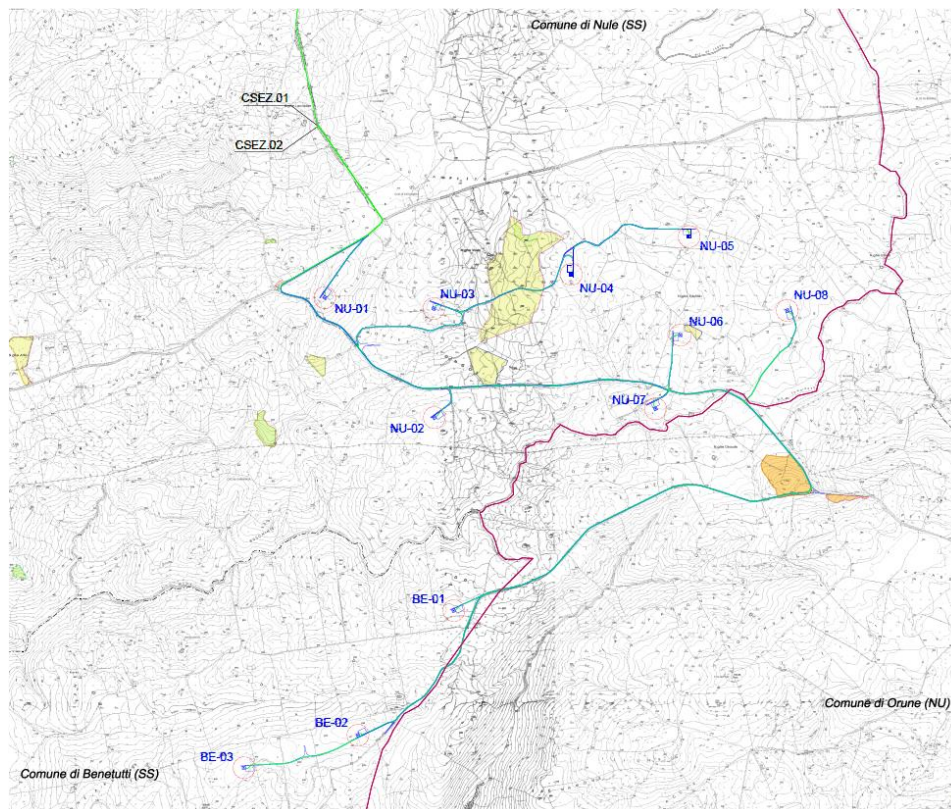 Comune di Nule (SS)
CSEZ.01
CSEZ.02
NU-05
NU-04
NU-01
NU-03
NU-08
NU-06
NU-07
NU-02
BE-01
Comune di Orune (NU)
BE-02
BE-03
Comune di Benetutti (SS)